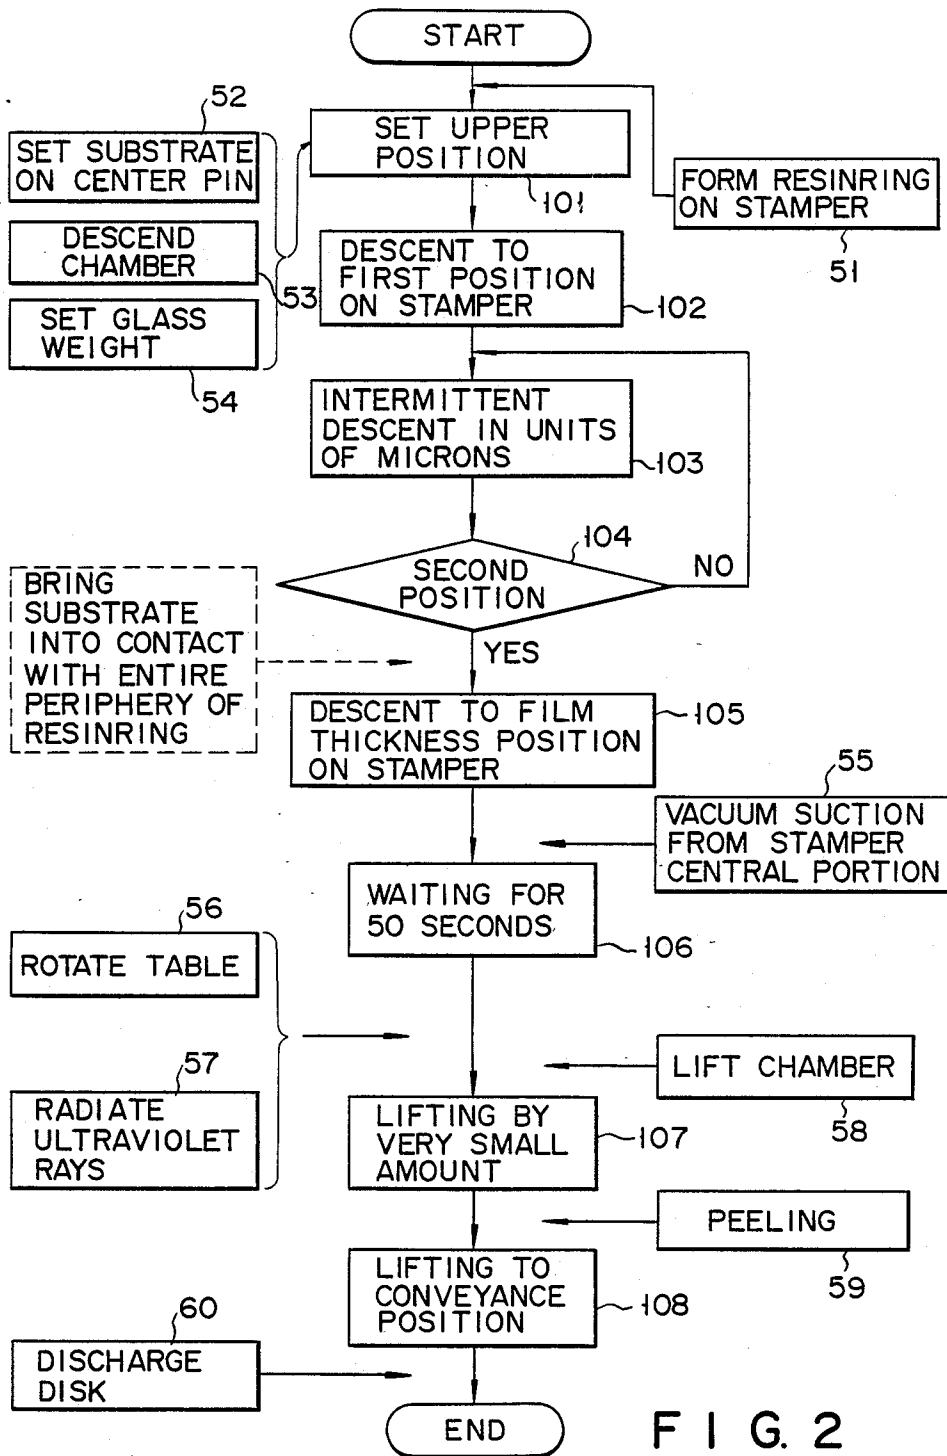 START
52
SET SUBSTRATE
ON CENTER PIN
SET UPPER
POSITION
101
FORM RESINRING
ON STAMPER
51
DESCEND
CHAMBER
53
DESCENT TO
FIRST POSITION
ON STAMPER
102
SET GLASS
WEIGHT
54
INTERMITTENT
DESCENT IN UNITS
OF MICRONS
103
104
SECOND
POSITION
NO
YES
BRING
SUBSTRATE
INTO CONTACT
WITH ENTIRE
PERIPHERY OF
RESINRING
DESCENT TO FILM
THICKNESS POSITION
ON STAMPER
105
55
VACUUM SUCTION
FROM STAMPER
CENTRAL PORTION
WAITING FOR
50 SECONDS
106
56
ROTATE TABLE
57
RADIATE
ULTRAVIOLET
RAYS
LIFT CHAMBER
58
LIFTING BY
VERY SMALL
AMOUNT
107
PEELING
59
LIFTING TO
CONVEYANCE
POSITION
108
60
DISCHARGE
DISK
END
FIG. 2